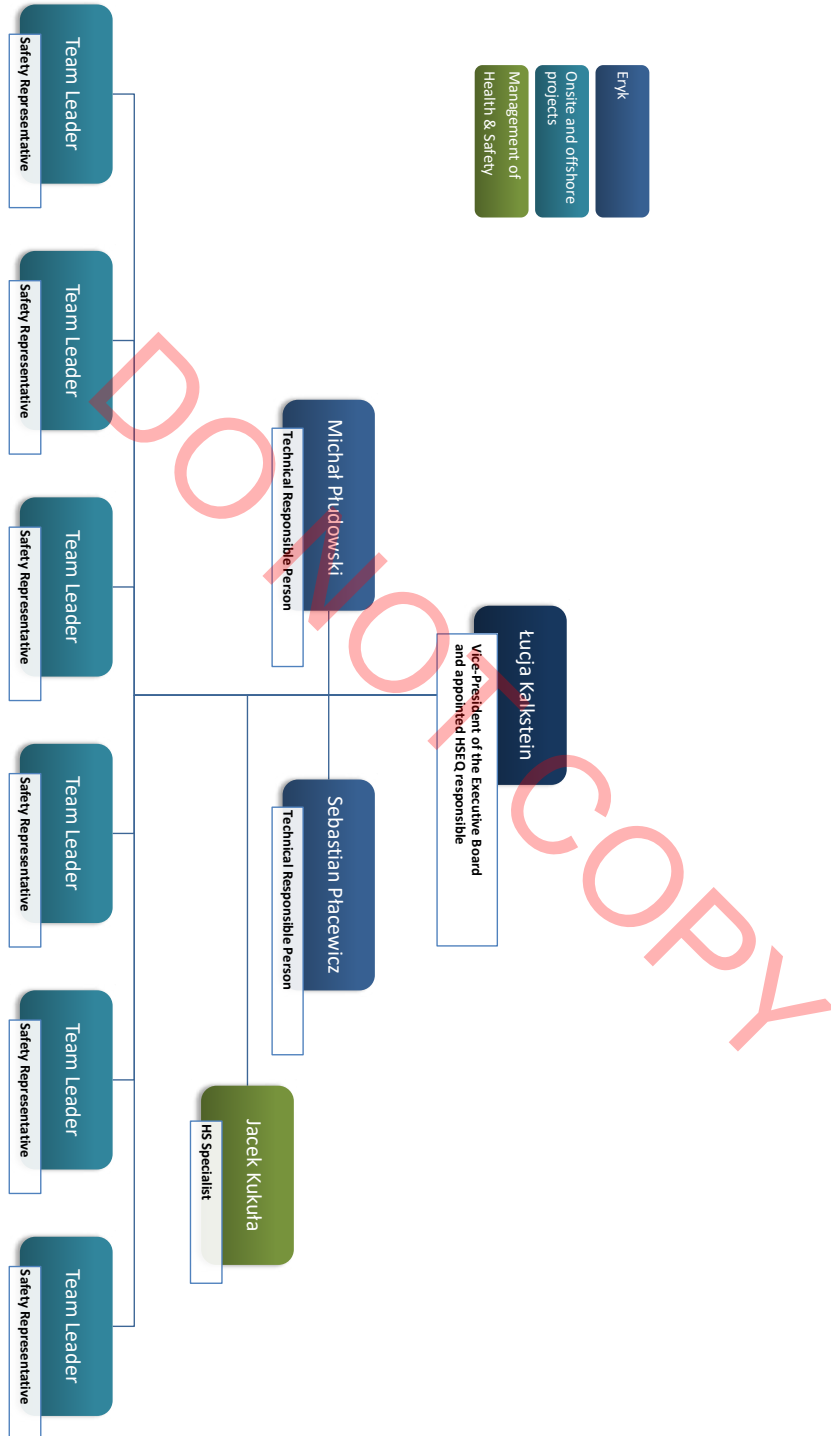 Eryk
Onsite and offshore
projects
Management of
Health & Safety
Łucja Kalkstein
Vice-President of the Executive Board
and appointed HSEQ responsible
Michał Płudowski
Technical Responsible Person
Sebastian Płacewicz
Technical Responsible Person
Jacek Kukuła
HS Specialist
Team Leader
Safety Representative
Team Leader
Safety Representative
Team Leader
Safety Representative
Team Leader
Safety Representative
Team Leader
Safety Representative
Team Leader
Safety Representative
DO NOT COPY